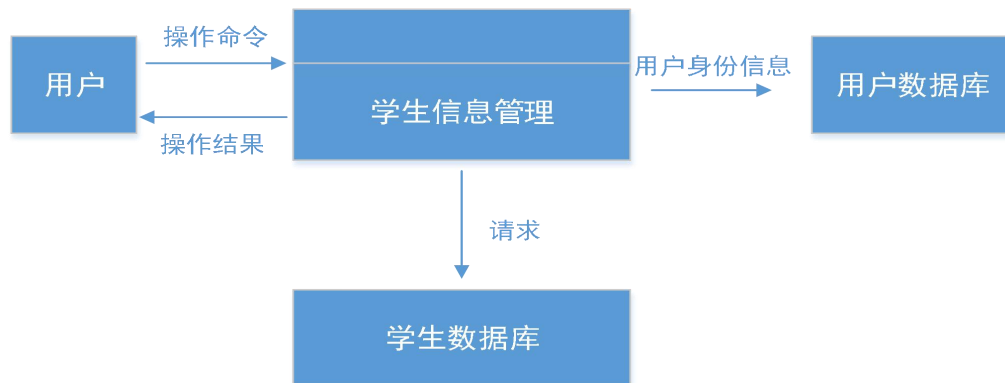 操作命令
用户
操作结果
学生信息管理
用户身份信息
用户数据库
请求
学生数据库